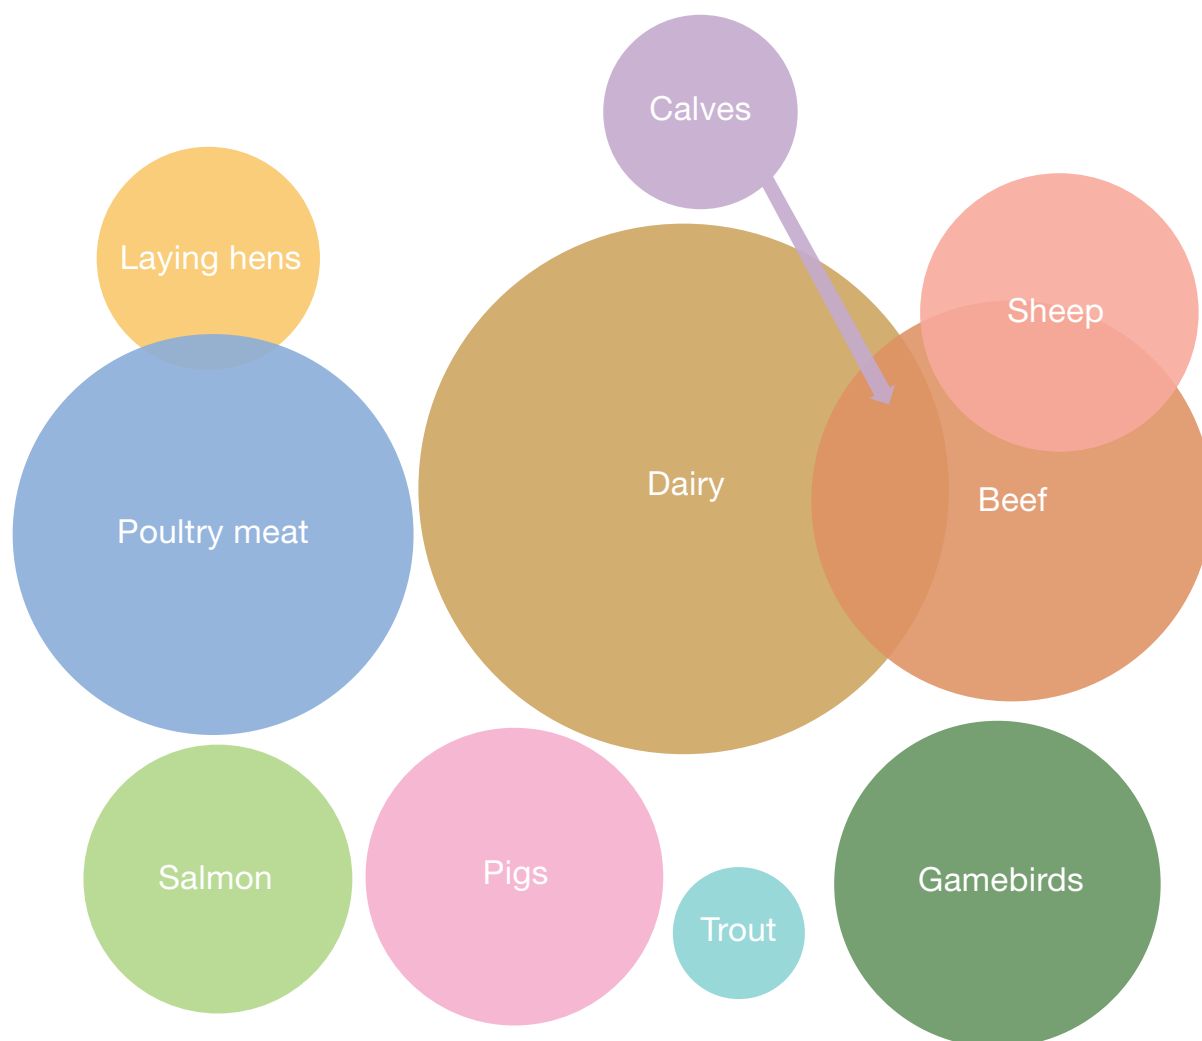 Calves
Laying hens
Sheep
Dairy
Beef
Poultry meat
Salmon
Pigs
Trout
Gamebirds